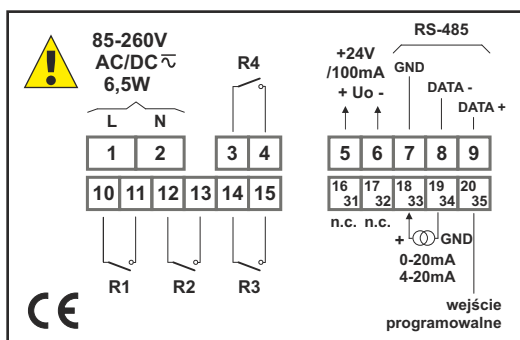 85-260V
AC/DC
6,5W
L N
R4
RS-485
+24V
/100mA
+ Uo -
GND
DATA -
DATA +
1 2 3 4 5 6 7 8 9
10 11 12 13 14 15
16 17 18 19 20
31 32 33 34 35
n.c. n.c.
+ GND
0-20mA
4-20mA
R1 R2 R3
wejście
programowalne
CE